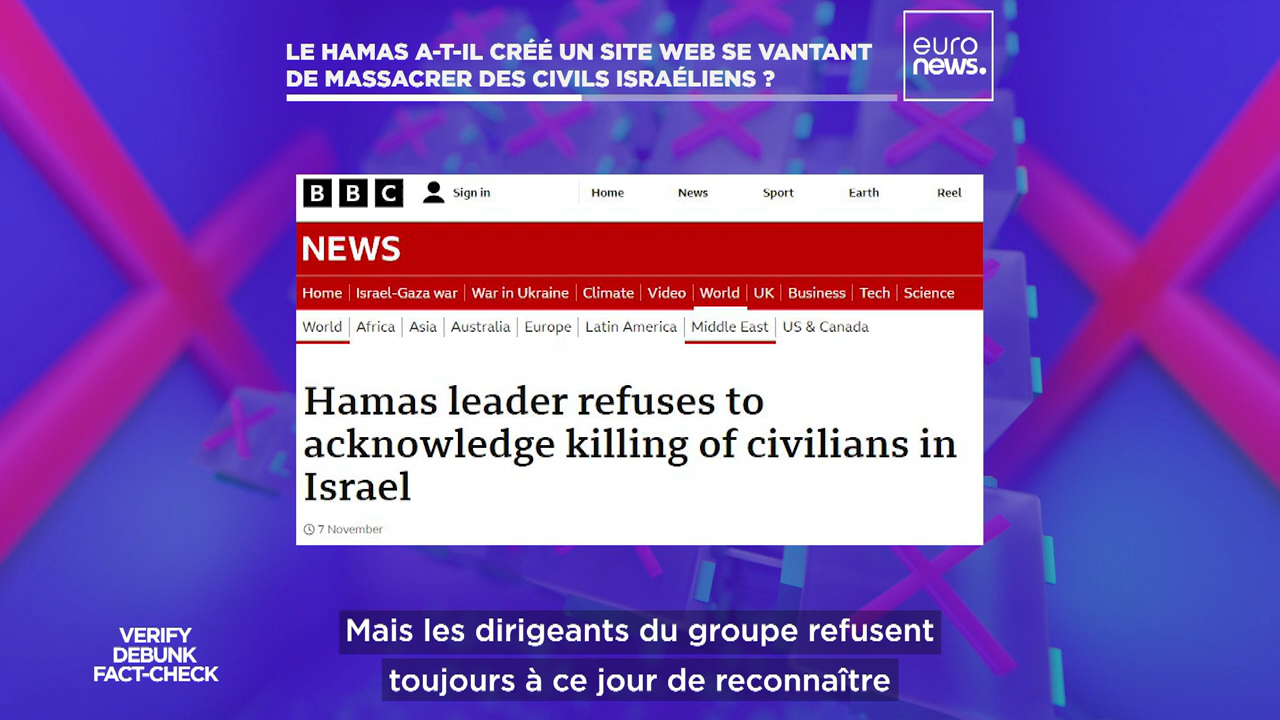 LE HAMAS A-T-IL CRÉÉ UN SITE WEB SE VANTANT
DE MASSACRER DES CIVILS ISRAÉLIENS ?
euro
news.
BBC Sign in Home News Sport Earth Reel
NEWS
Home Israel-Gaza war War in Ukraine Climate Video World UK Business Tech Science
World Africa Asia Australia Europe Latin America Middle East US & Canada
Hamas leader refuses to
acknowledge killing of civilians in
Israel
7 November
Mais les dirigeants du groupe refusent
toujours à ce jour de reconnaître
VERIFY
DEBUNK
FACT-CHECK